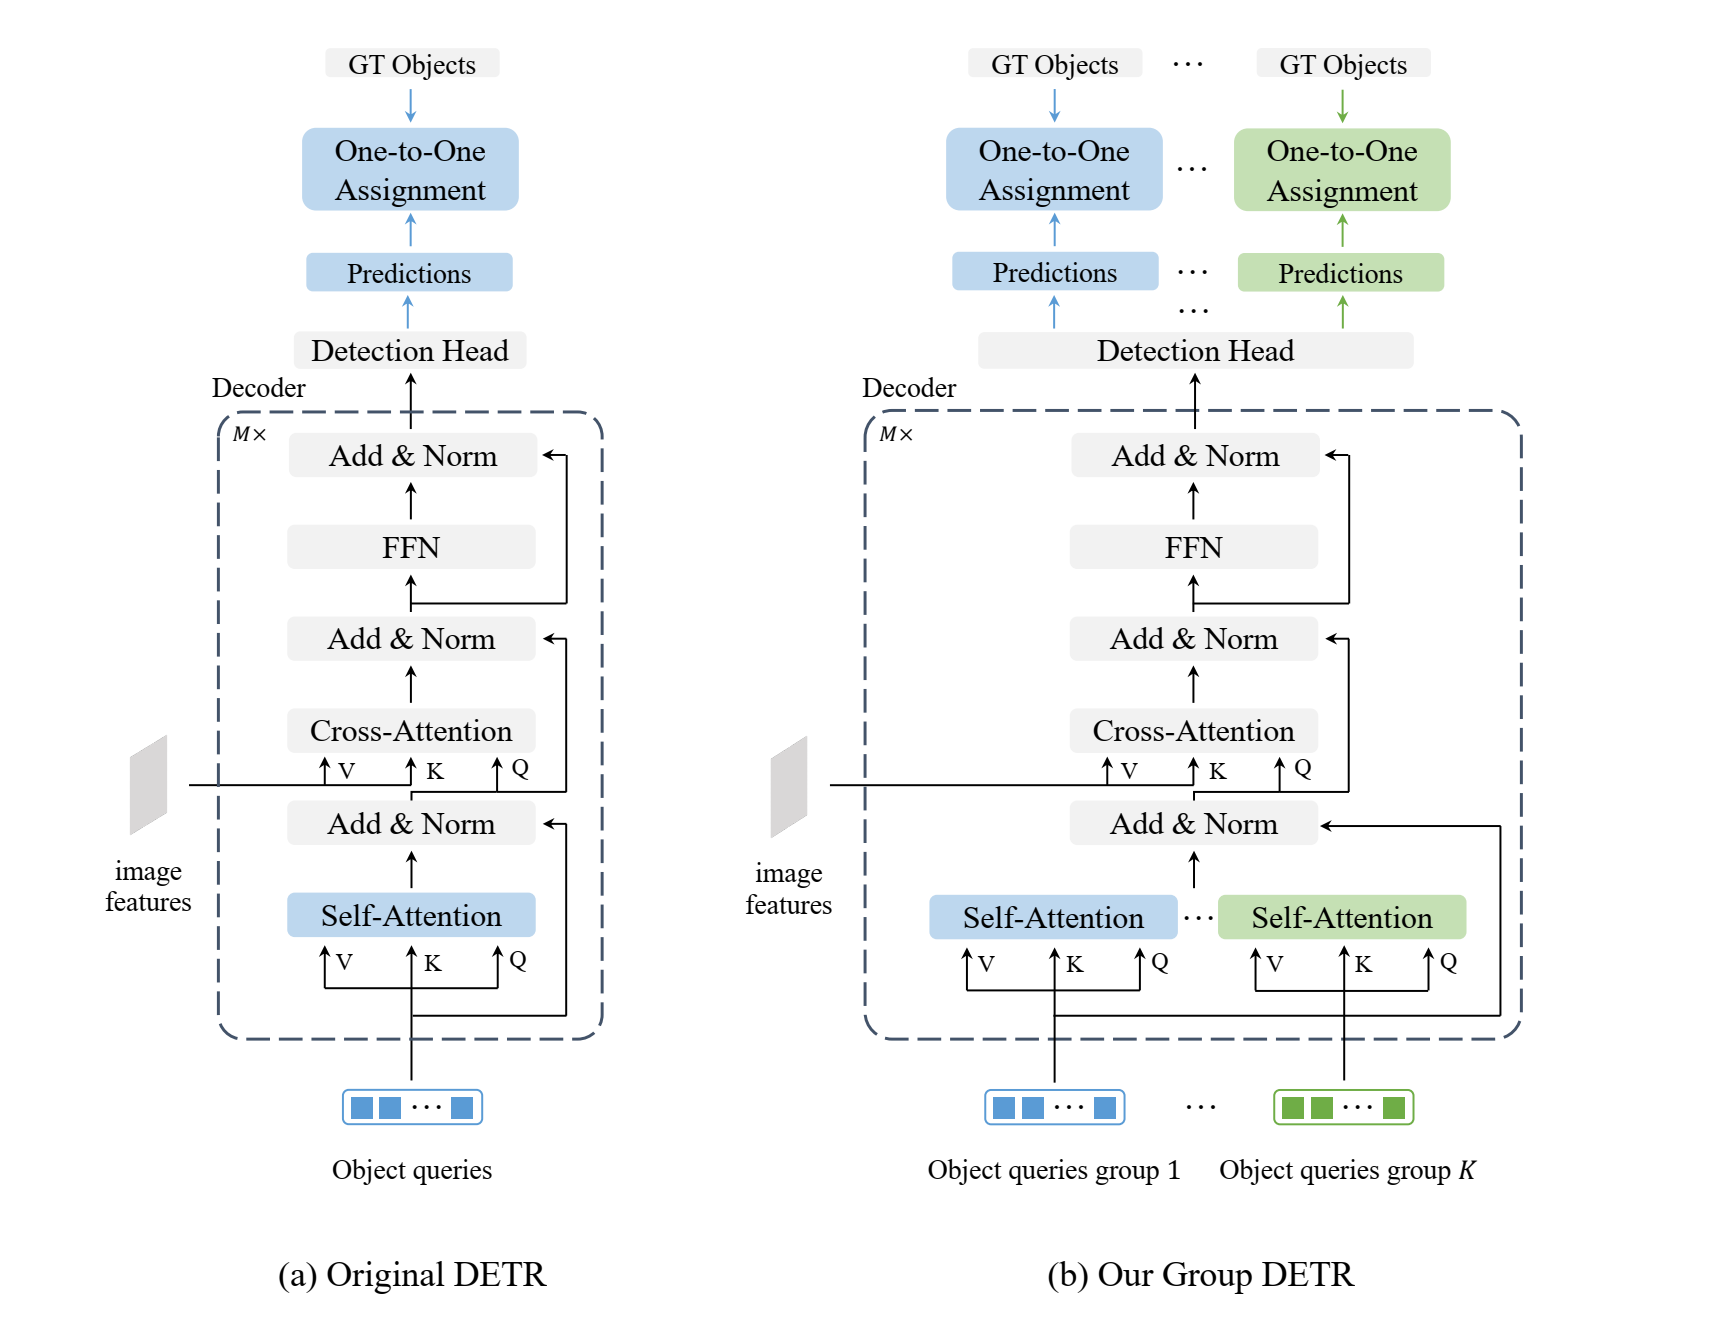 GT Objects
One-to-One
Assignment
Predictions
Detection Head
Decoder
M×
Add & Norm
FFN
Add & Norm
Cross-Attention
V K Q
Add & Norm
image
features
Self-Attention
V K Q
···
Object queries
(a) Original DETR
GT Objects ··· GT Objects
One-to-One
Assignment
···
One-to-One
Assignment
Predictions ··· Predictions
···
Detection Head
Decoder
M×
Add & Norm
FFN
Add & Norm
Cross-Attention
V K Q
Add & Norm
image
features
Self-Attention ··· Self-Attention
V K Q V K Q
··· ··· ···
Object queries group 1 Object queries group K
(b) Our Group DETR